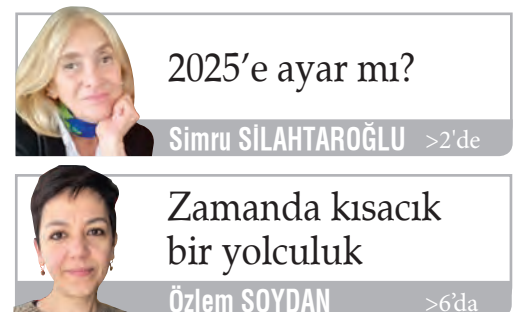 2025’e ayar mı?
Simru SİLAHTAROĞLU >2'de
Zamanda kısacık
bir yolculuk
Özlem SOYDAN >6’da